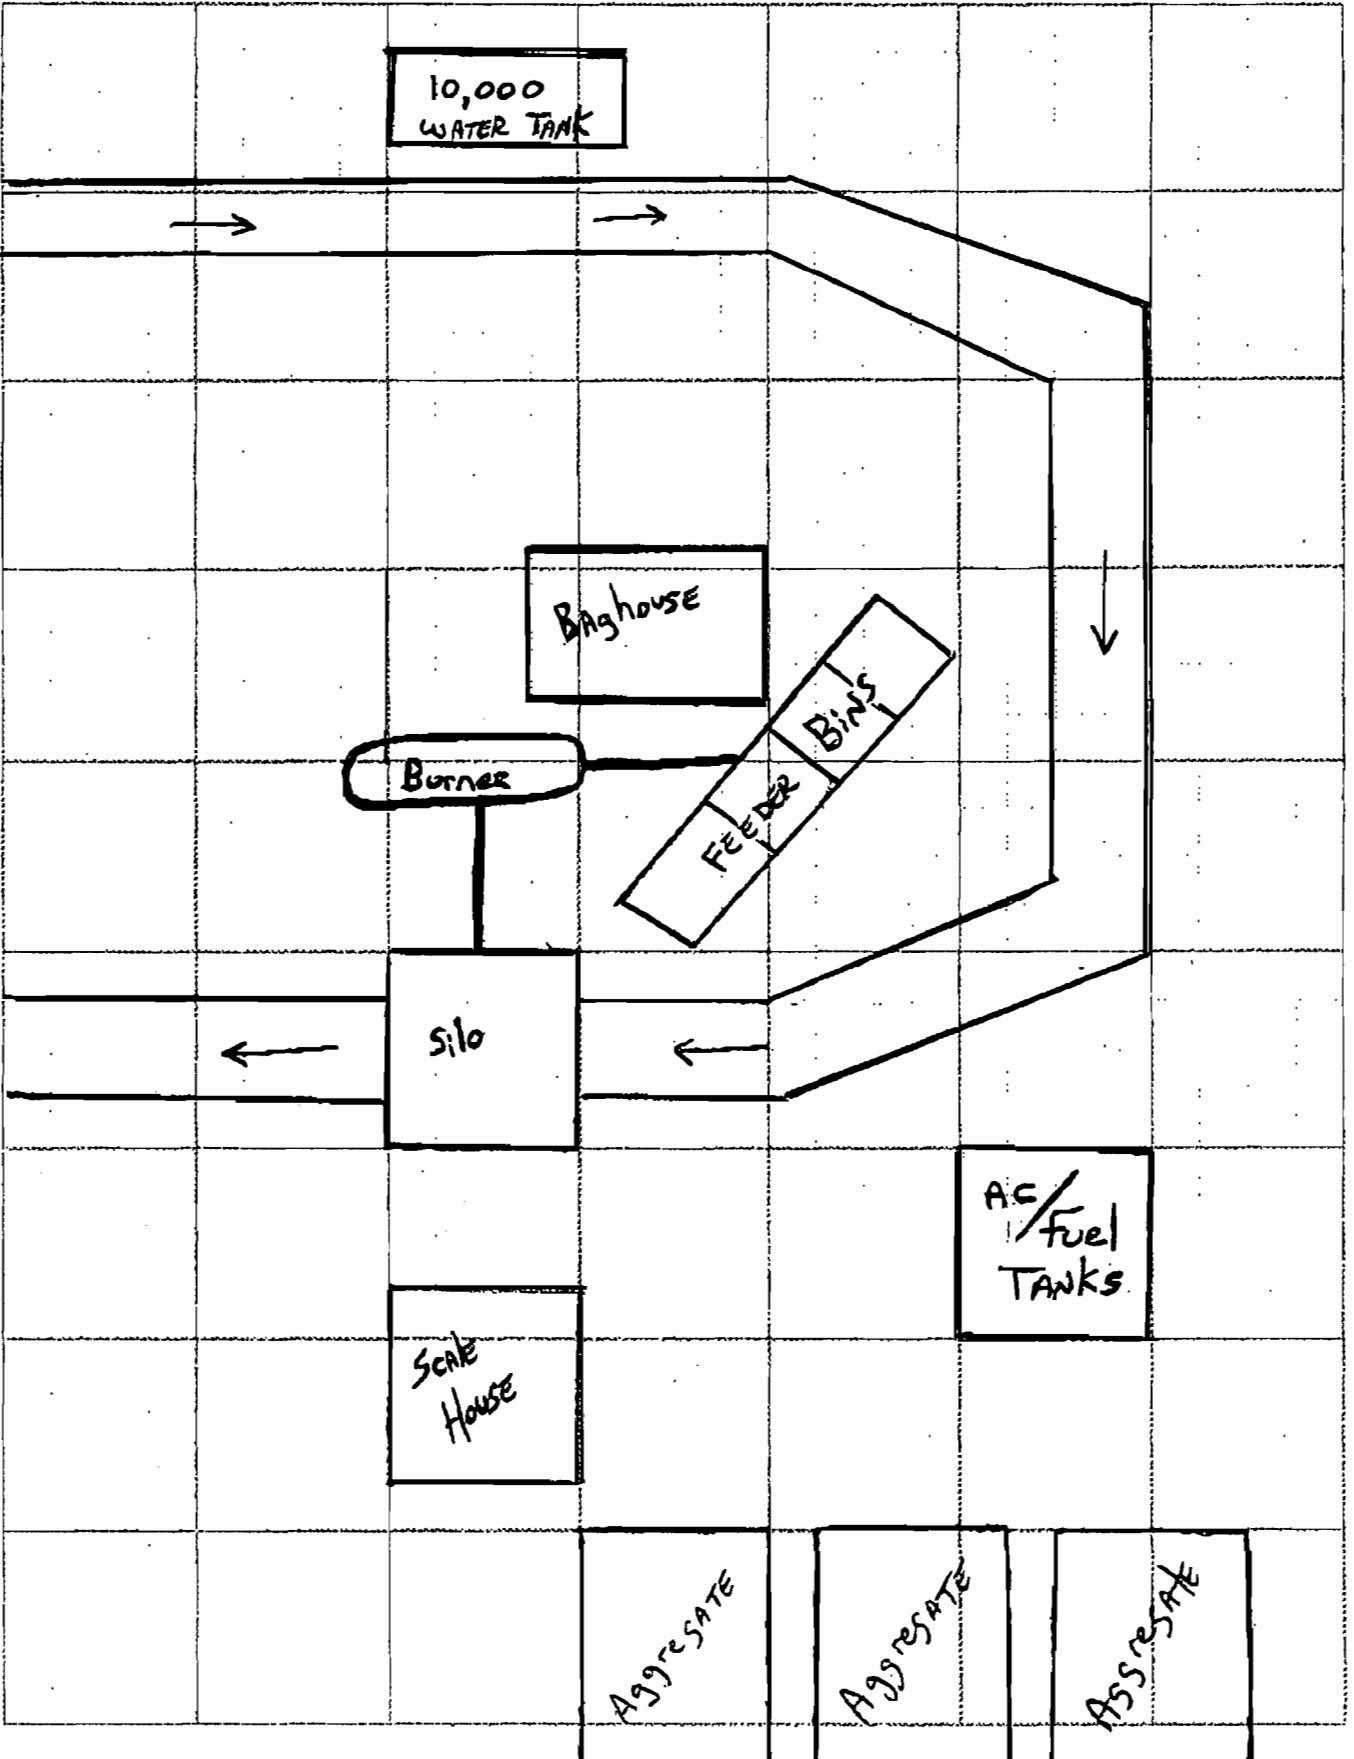 10,000
WATER TANK
BAghouse
BiNS
FEEDER
Burner
Silo
AC/
fuel
TANKS
Scale
House
AggregATE
AggregATE
AggregATE